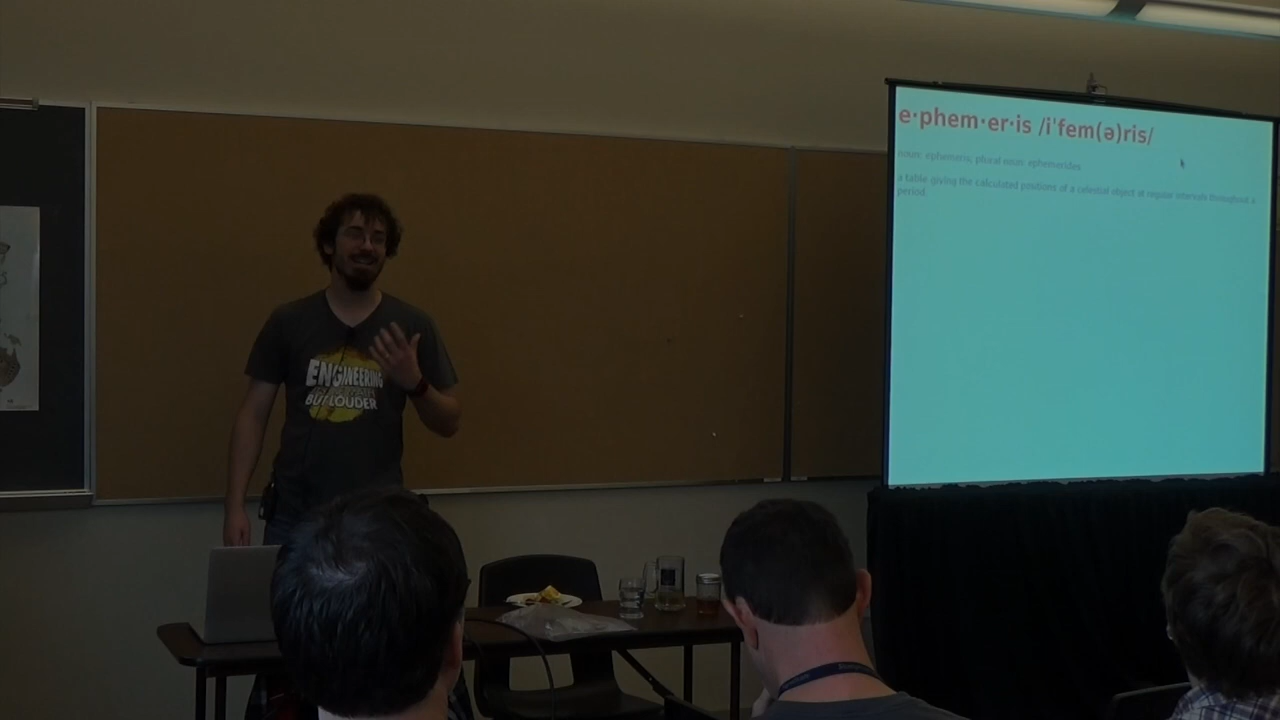 e·phem·er·is /i'fem(ə)ris/
noun: ephemeris; plural noun: ephemerides
a table giving the calculated positions of a celestial object at regular intervals throughout a
period
ENGINEERING
BUT LOUDER